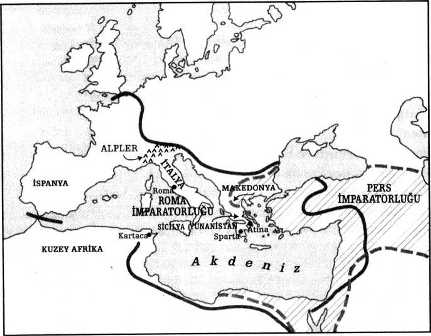 ALPLER
İSPANYA
İTALYA
Roma
ROMA
İMPARATORLUĞU
MAKEDONYA
PERS
İMPARATORLUĞU
SİCİLYA
YUNANİSTAN
Atina
Sparta
Kartaca
KUZEY AFRİKA
Akdeniz